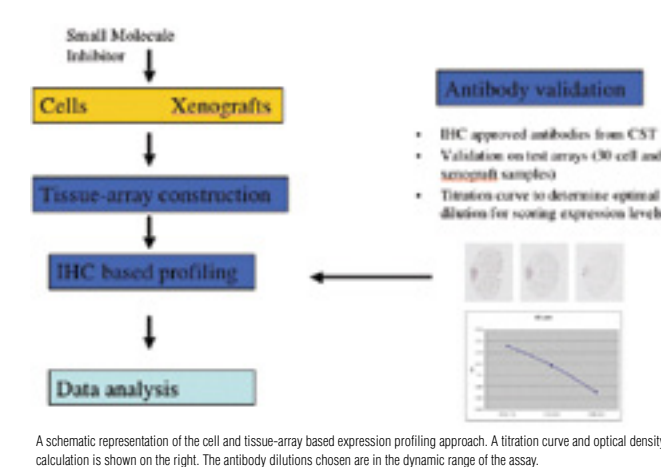 Small Molecule
Inhibitor
Cells Xenografts
Tissue-array construction
IHC based profiling
Data analysis
Antibody validation
• IHC approved antibodies from CST
• Validation on test arrays (30 cell and
xenograft samples)
• Titration curve to determine optimal
dilution for scoring expression levels
A schematic representation of the cell and tissue-array based expression profiling approach. A titration curve and optical density
calculation is shown on the right. The antibody dilutions chosen are in the dynamic range of the assay.